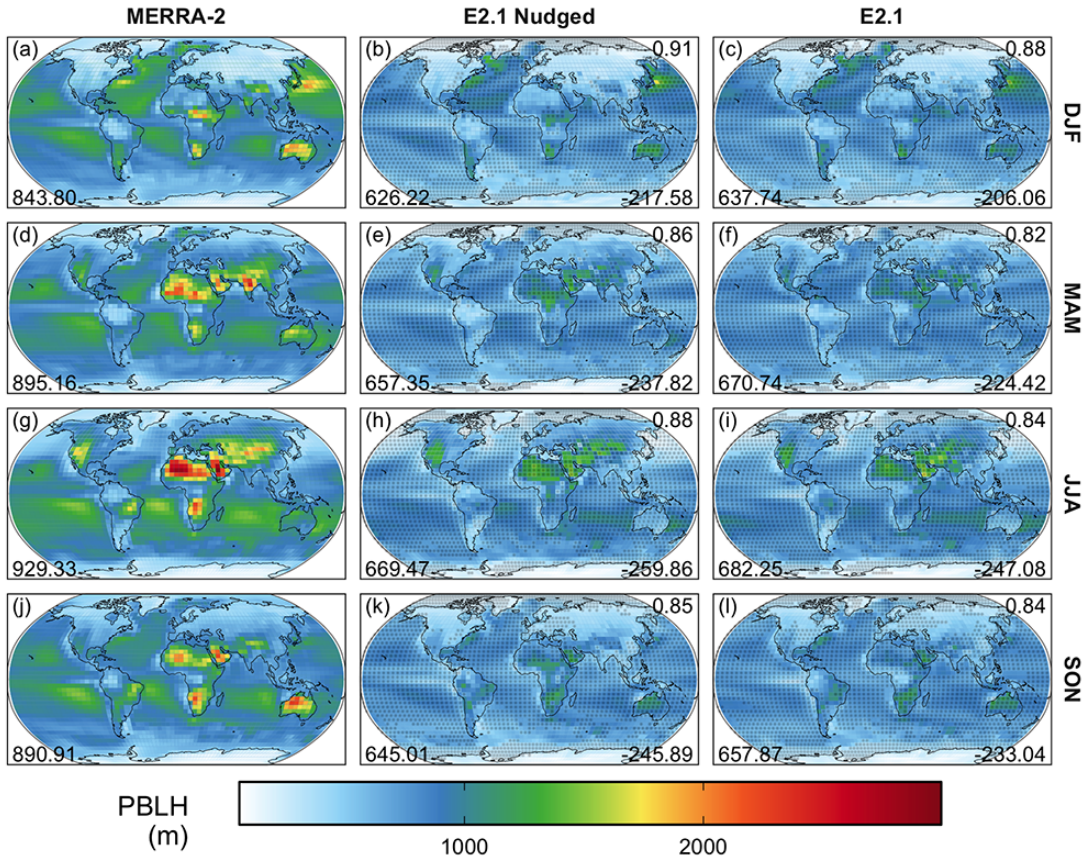 MERRA-2 E2.1 Nudged E2.1
(a) (b) 0.91 (c) 0.88
843.80 626.22 -217.58 637.74 -206.06
DJF
(d) (e) 0.86 (f) 0.82
895.16 657.35 -237.82 670.74 -224.42
MAM
(g) (h) 0.88 (i) 0.84
929.33 669.47 -259.86 682.25 -247.08
JJA
(j) (k) 0.85 (l) 0.84
890.91 645.01 -245.89 657.87 -233.04
SON
PBLH
(m)
1000 2000